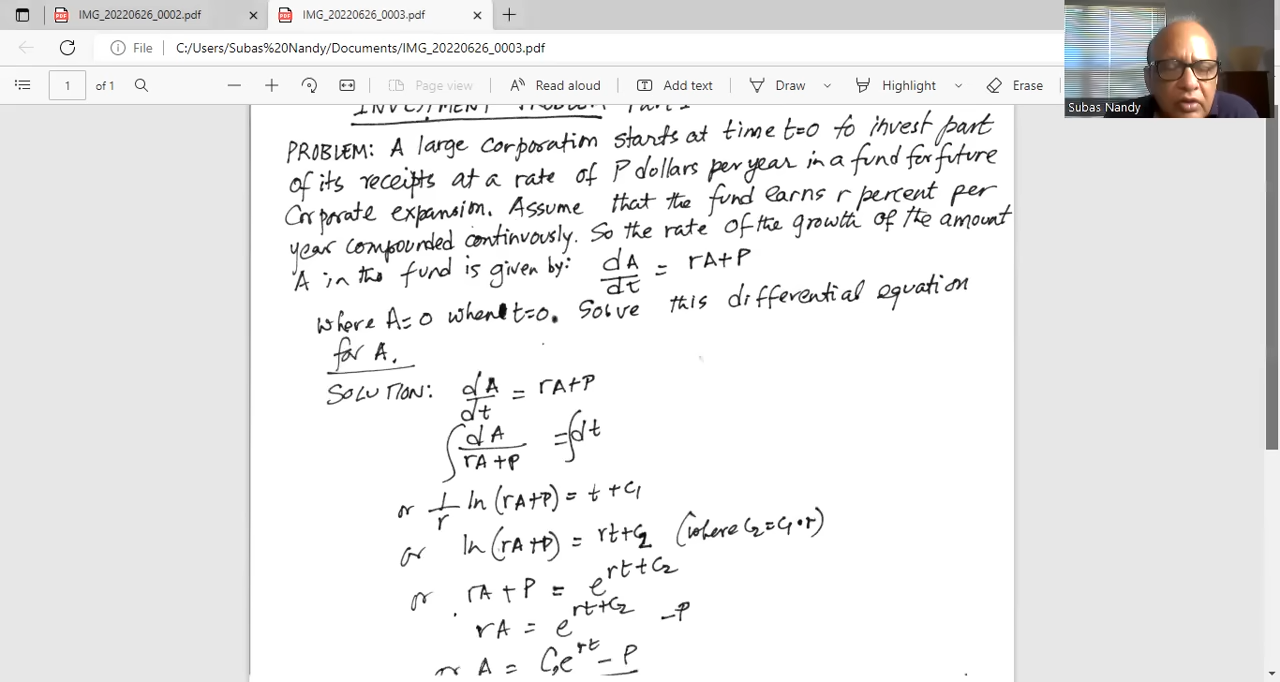 IMG_20220626_0002.pdf
IMG_20220626_0003.pdf
File C:/Users/Subas%20Nandy/Documents/IMG_20220626_0003.pdf
1 of 1 Page view Read aloud Add text Draw Highlight Erase
Subas Nandy
INVESTMENT PROBLEM Part I
PROBLEM: A large corporation starts at time t=0 to invest part
of its receipts at a rate of P dollars per year in a fund for future
Corporate expansion. Assume that the fund earns r percent per
year compounded continuously. So the rate of the growth of the amount
A in the fund is given by: dA/dt = rA+P
where A=0 when t=0. Solve this differential equation
for A.
SOLUTION: dA/dt = rA+P
∫ dA/(rA+P) = ∫dt
or 1/r ln(rA+P) = t+C₁
or ln(rA+P) = rt+C₂ (where C₂=C₁•r)
or rA+P = e^(rt+C₂)
rA = e^(rt+C₂) -P
or A = Ce^(rt) - P